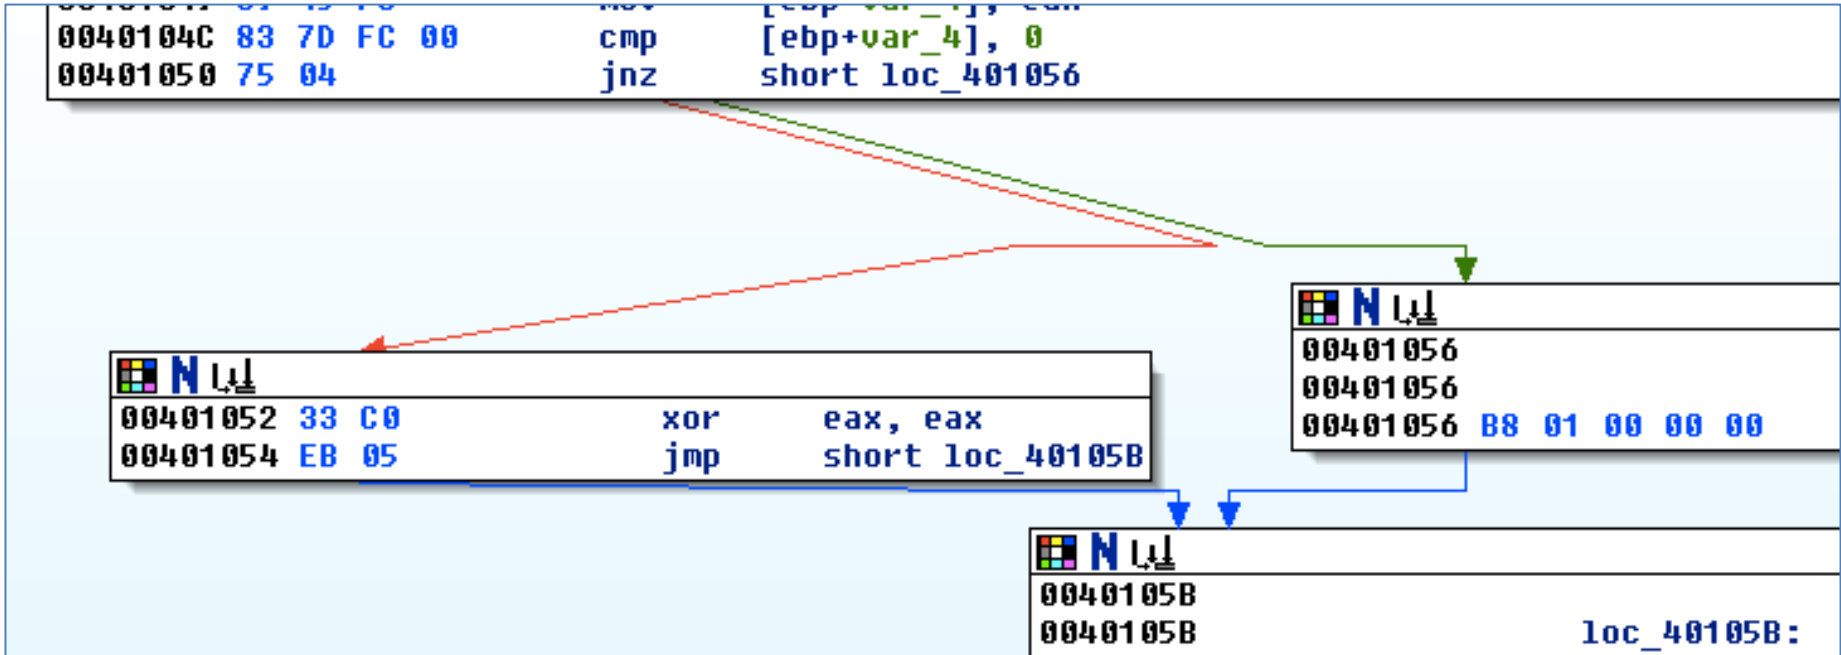 0040104C 83 7D FC 00 cmp [ebp+var_4], 0
00401050 75 04 jnz short loc_401056
N
00401056
00401056
00401056 B8 01 00 00 00
N
00401052 33 C0 xor eax, eax
00401054 EB 05 jmp short loc_40105B
N
0040105B
0040105B loc_40105B: